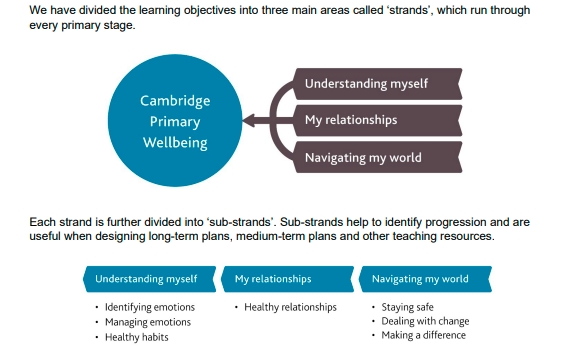 We have divided the learning objectives into three main areas called ‘strands’, which run through
every primary stage.
Cambridge
Primary
Wellbeing
Understanding myself
My relationships
Navigating my world
Each strand is further divided into ‘sub-strands’. Sub-strands help to identify progression and are
useful when designing long-term plans, medium-term plans and other teaching resources.
Understanding myself
• Identifying emotions
• Managing emotions
• Healthy habits
My relationships
• Healthy relationships
Navigating my world
• Staying safe
• Dealing with change
• Making a difference